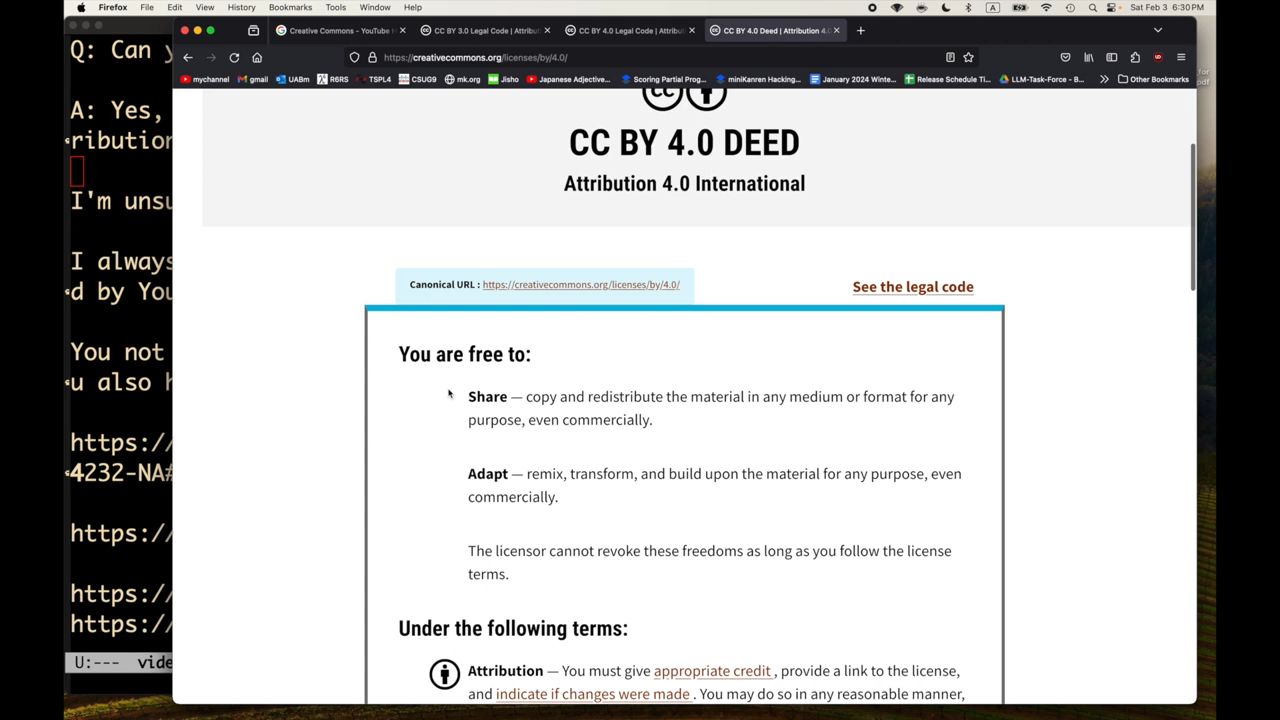 Firefox File Edit View History Bookmarks Tools Window Help A Sat Feb 3 6:30 PM
Creative Commons - YouTube H
CC BY 3.0 Legal Code | Attribut
CC BY 4.0 Legal Code | Attribut
CC BY 4.0 Deed | Attribution 4.
https://creativecommons.org/licenses/by/4.0/
mychannel gmail UABm R6RS TSPL4 CSUG9 mk.org Jisho Japanese Adjective... Scoring Partial Prog... miniKanren Hacking... January 2024 Winte... Release Schedule Ti... LLM-Task-Force - B... Other Bookmarks
Q: Can y
A: Yes,
ribution
I'm unsu
I always
d by You
You not
u also h
https:/
4232-NA#
https:/
https:/
https:/
U:--- vide
cc
CC BY 4.0 DEED
Attribution 4.0 International
Canonical URL : https://creativecommons.org/licenses/by/4.0/
See the legal code
You are free to:
Share — copy and redistribute the material in any medium or format for any
purpose, even commercially.
Adapt — remix, transform, and build upon the material for any purpose, even
commercially.
The licensor cannot revoke these freedoms as long as you follow the license
terms.
Under the following terms:
Attribution — You must give appropriate credit , provide a link to the license,
and indicate if changes were made . You may do so in any reasonable manner,